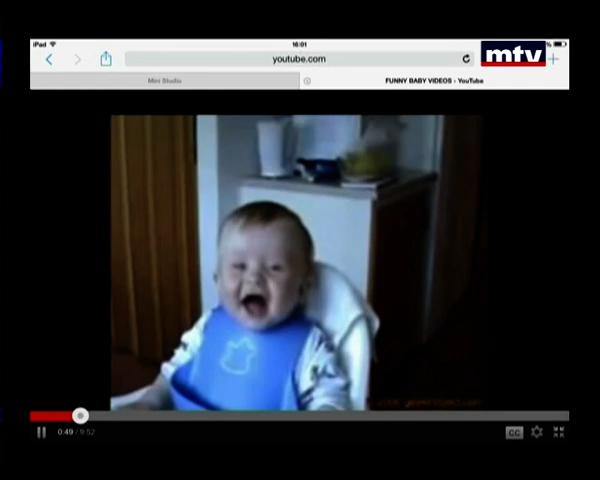 iPad 16:01 %
youtube.com
mtv
Mini Studio
FUNNY BABY VIDEOS - YouTube
0:49 / 9:52
CC